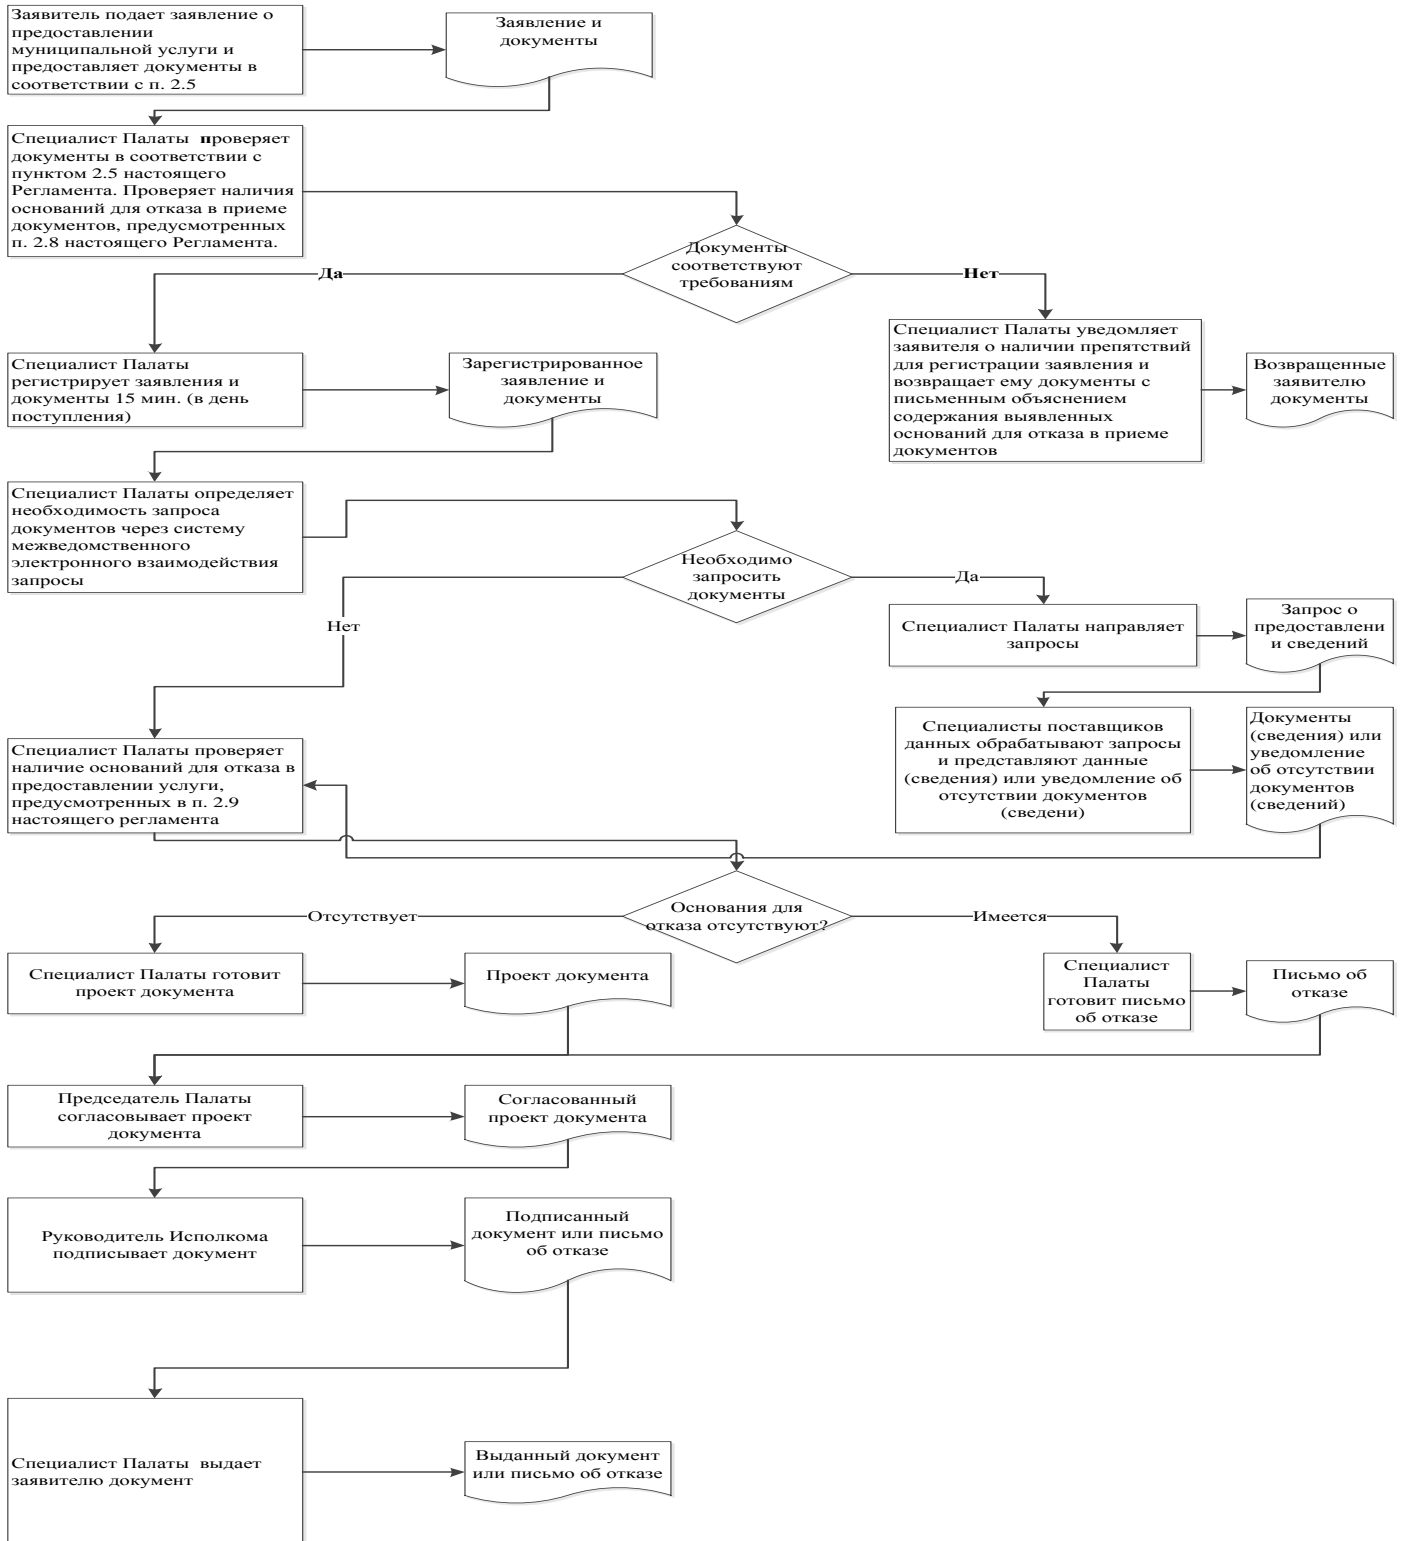 Заявитель подает заявление о
предоставлении
муниципальной услуги и
предоставляет документы в
соответствии с п. 2.5
Заявление и
документы
Специалист Палаты  проверяет
документы в соответствии с
пунктом 2.5 настоящего
Регламента. Проверяет наличия
оснований для отказа в приеме
документов, предусмотренных
п. 2.8 настоящего Регламента.
Документы
соответствуют
требованиям
Да
Нет
Специалист Палаты
регистрирует заявления и
документы 15 мин. (в день
поступления)
Зарегистрированное
заявление и
документы
Специалист Палаты уведомляет
заявителя о наличии препятствий
для регистрации заявления и
возвращает ему документы с
письменным объяснением
содержания выявленных
оснований для отказа в приеме
документов
Возвращенные
заявителю
документы
Специалист Палаты определяет
необходимость запроса
документов через систему
межведомственного
электронного взаимодействия
запросы
Необходимо
запросить
документы
Да
Нет
Специалист Палаты направляет
запросы
Запрос о
предоставлени
и сведений
Специалисты поставщиков
данных обрабатывают запросы
и представляют данные
(сведения) или уведомление об
отсутствии документов
(сведени)
Документы
(сведения) или
уведомление
об отсутствии
документов
(сведений)
Специалист Палаты проверяет
наличие оснований для отказа в
предоставлении услуги,
предусмотренных в п. 2.9
настоящего регламента
Основания для
отказа отсутствуют?
Отсутствует
Имеется
Специалист Палаты готовит
проект документа
Проект документа
Специалист
Палаты
готовит письмо
об отказе
Письмо об
отказе
Председатель Палаты
согласовывает проект
документа
Согласованный
проект документа
Руководитель Исполкома
подписывает документ
Подписанный
документ или письмо
об отказе
Специалист Палаты  выдает
заявителю документ
Выданный документ
или письмо об отказе